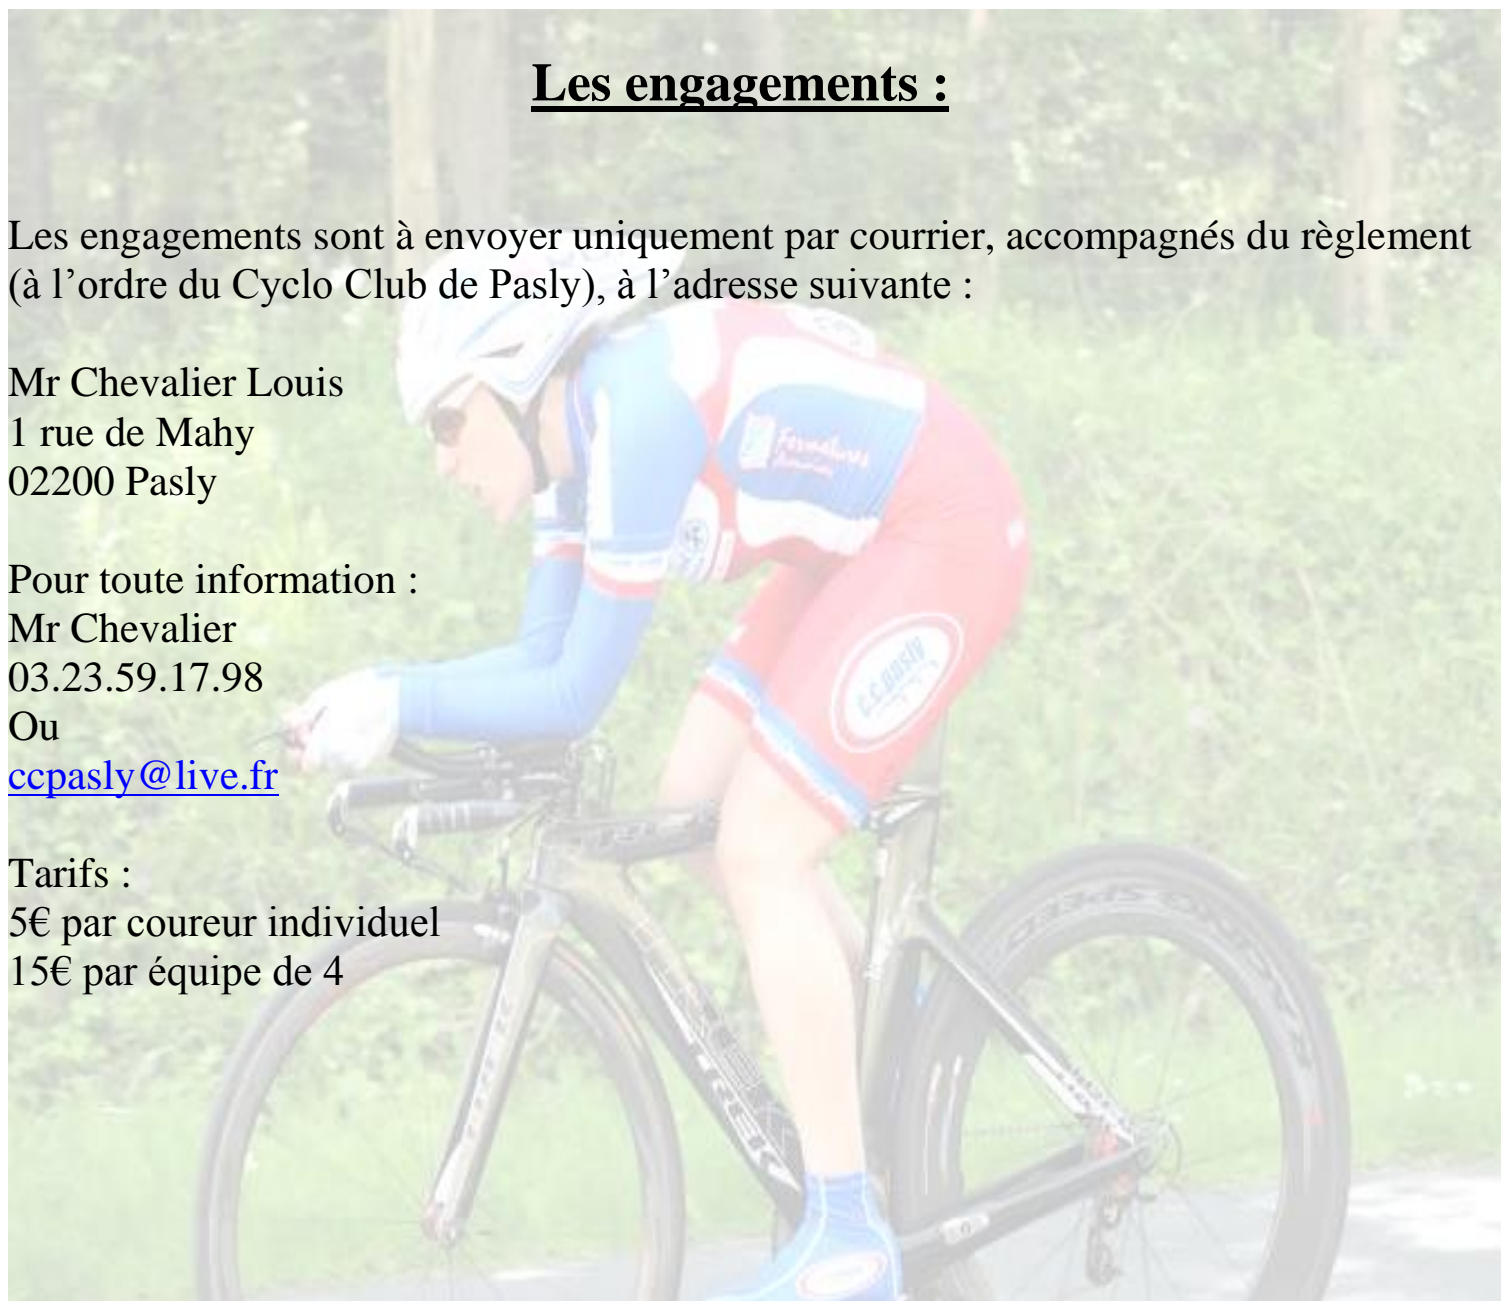 Les engagements :
Les engagements sont à envoyer uniquement par courrier, accompagnés du règlement
(à l’ordre du Cyclo Club de Pasly), à l’adresse suivante :
Mr Chevalier Louis
1 rue de Mahy
02200 Pasly
Pour toute information :
Mr Chevalier
03.23.59.17.98
Ou
ccpasly@live.fr
Tarifs :
5€ par coureur individuel
15€ par équipe de 4
C.C.Pasly
TREK